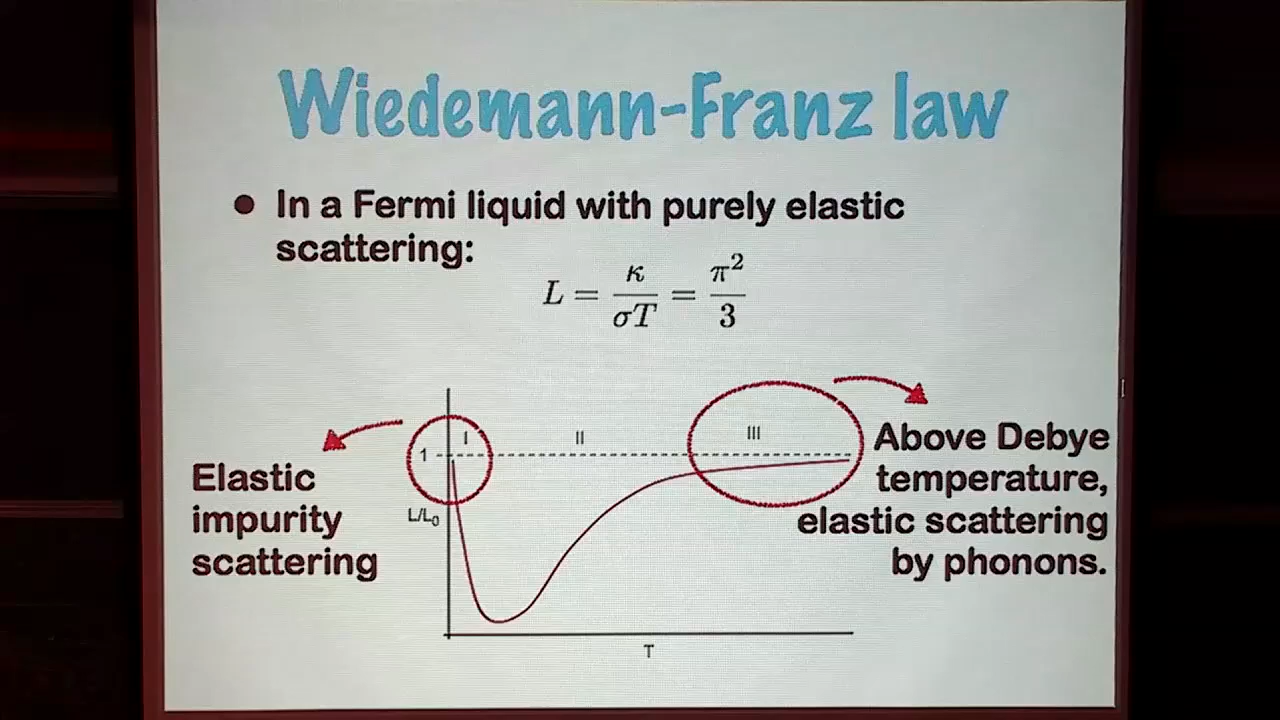 Wiedemann-Franz law
• In a Fermi liquid with purely elastic
scattering:
L = κ/σT = π²/3
I
II
III
1
L/L₀
T
Elastic
impurity
scattering
Above Debye
temperature,
elastic scattering
by phonons.